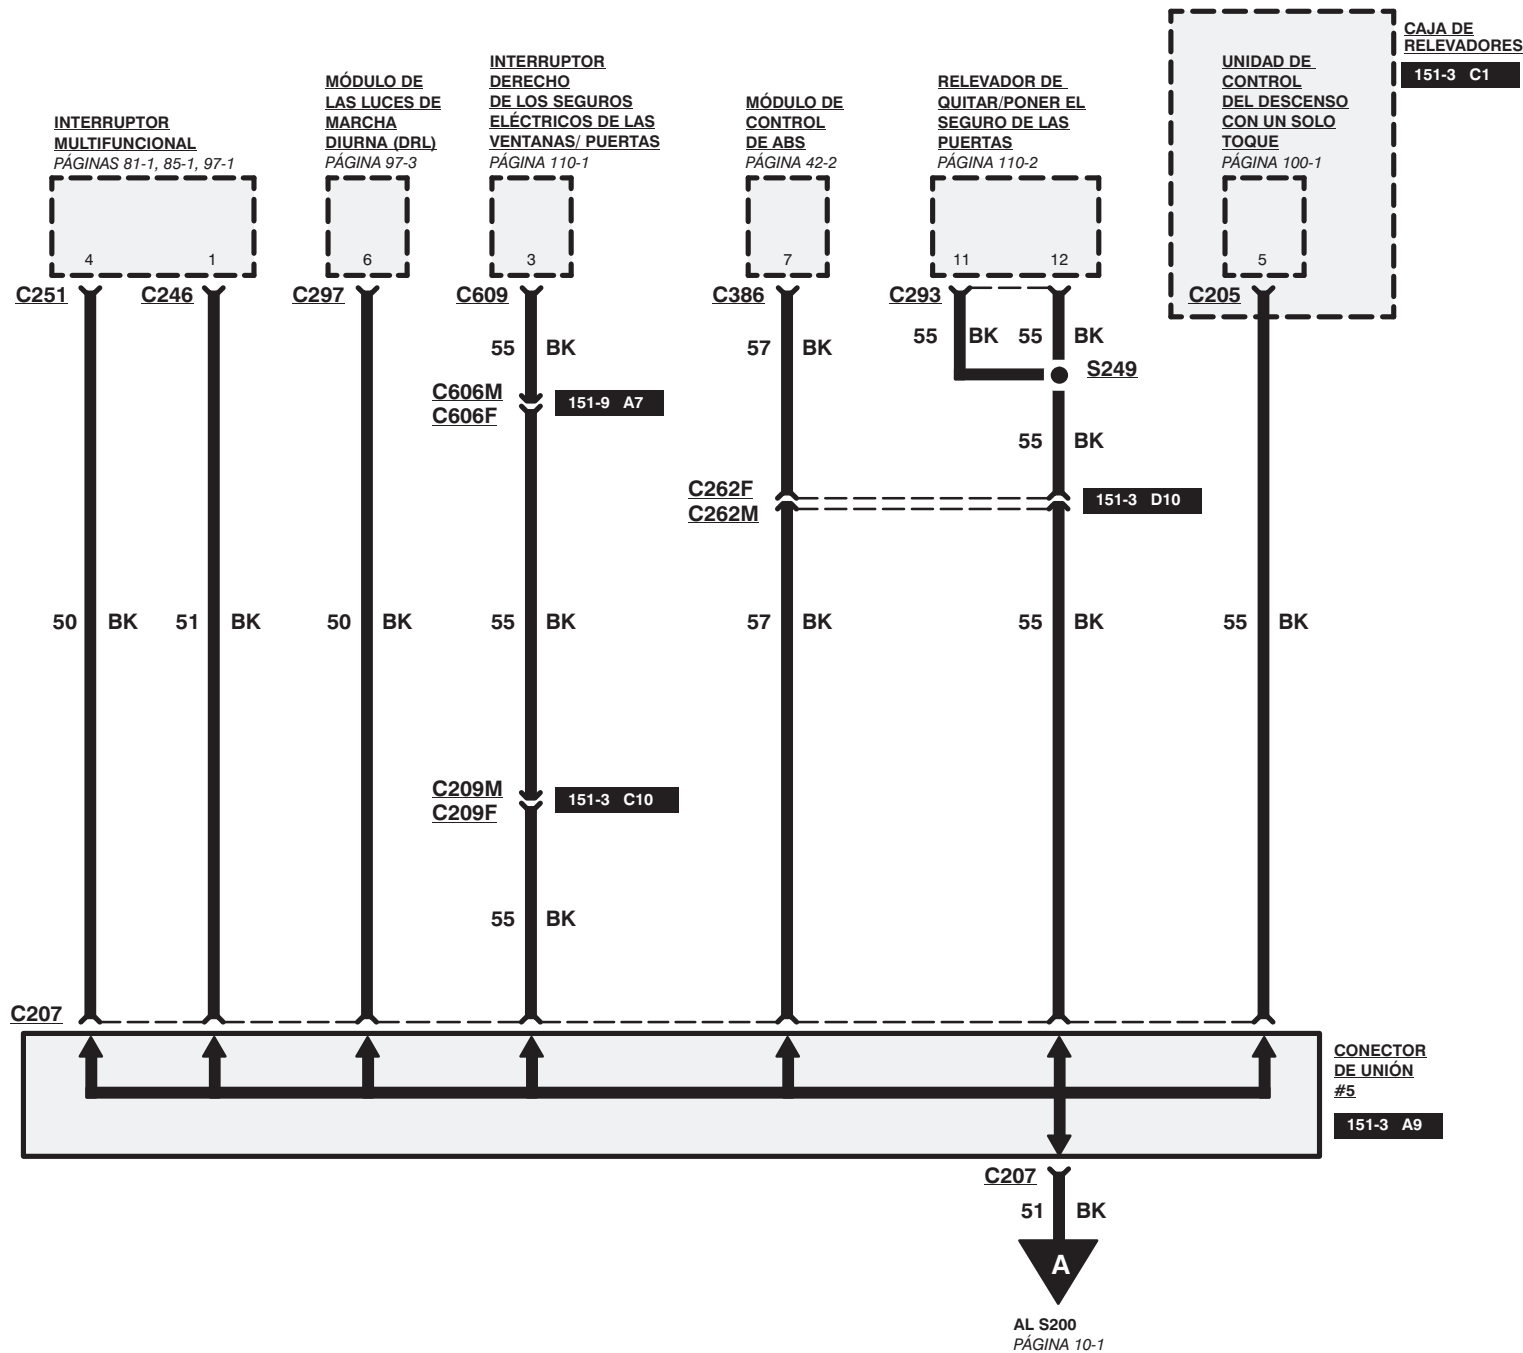 CAJA DE
RELEVADORES
151-3 C1
INTERRUPTOR
MULTIFUNCIONAL
PÁGINAS 81-1, 85-1, 97-1
MÓDULO DE
LAS LUCES DE
MARCHA
DIURNA (DRL)
PÁGINA 97-3
INTERRUPTOR
DERECHO
DE LOS SEGUROS
ELÉCTRICOS DE LAS
VENTANAS/ PUERTAS
PÁGINA 110-1
MÓDULO DE
CONTROL
DE ABS
PÁGINA 42-2
RELEVADOR DE
QUITAR/PONER EL
SEGURO DE LAS
PUERTAS
PÁGINA 110-2
UNIDAD DE
CONTROL
DEL DESCENSO
CON UN SOLO
TOQUE
PÁGINA 100-1
4 1 6 3 7 11 12 5
C251 C246 C297 C609 C386 C293 C205
55 BK 55 BK
55 BK 57 BK
S249
C606M
C606F
151-9 A7
55 BK
C262F
C262M
151-3 D10
50 BK 51 BK 50 BK 55 BK 57 BK 55 BK 55 BK
C209M
C209F
151-3 C10
55 BK
C207
CONECTOR
DE UNIÓN
#5
151-3 A9
C207
51 BK
A
AL S200
PÁGINA 10-1